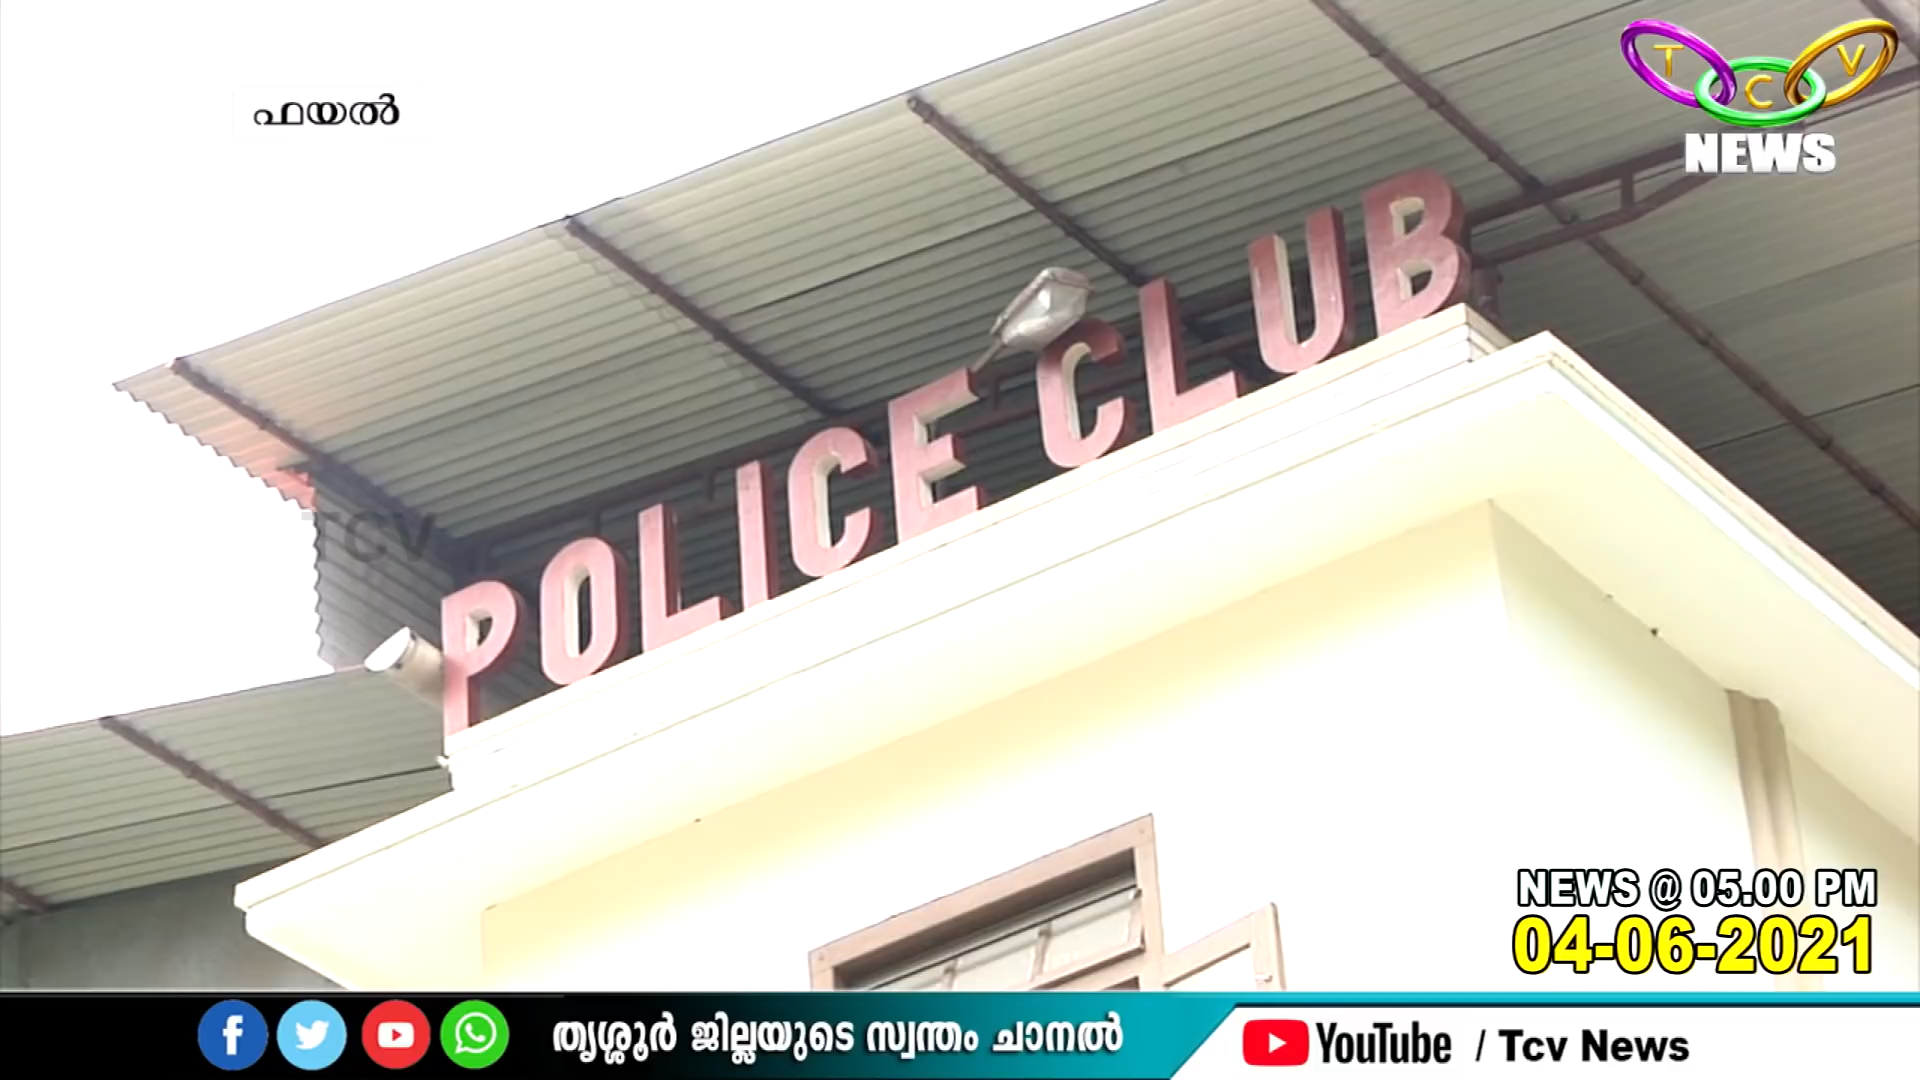 ഫയൽ
T C V
NEWS
POLICE CLUB
TCV
NEWS @ 05.00 PM
04-06-2021
തൃശ്ശൂർ ജില്ലയുടെ സ്വന്തം ചാനൽ
YouTube / Tcv News